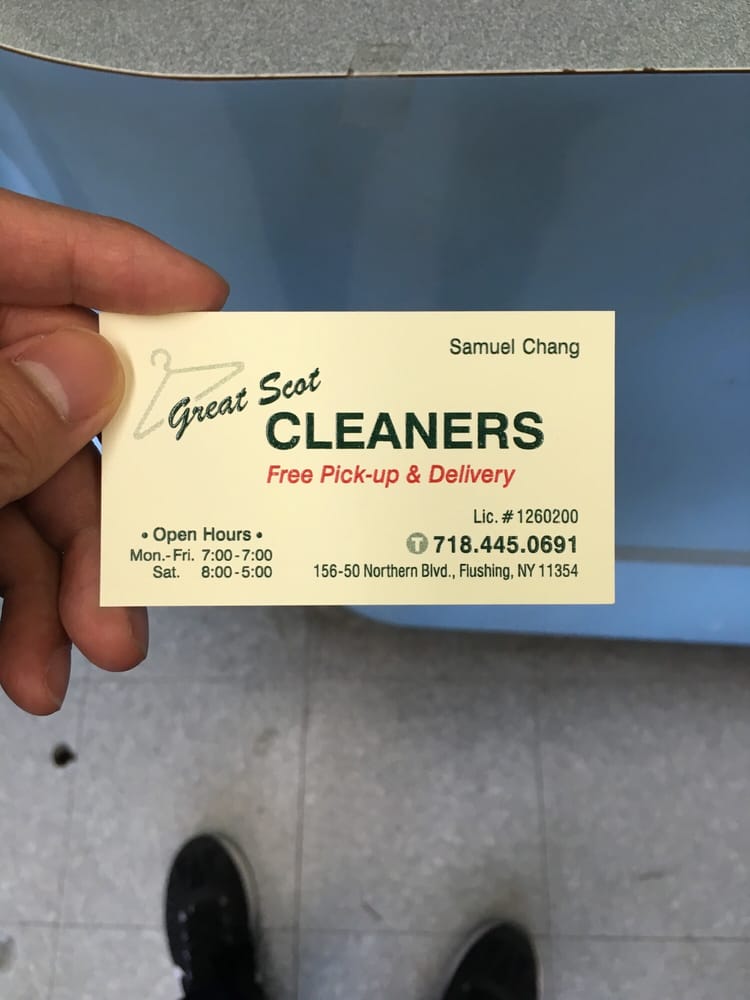 Samuel Chang
Great Scot
CLEANERS
Free Pick-up & Delivery
Lic. # 1260200
• Open Hours •
Mon.-Fri. 7:00-7:00
Sat. 8:00-5:00
T 718.445.0691
156-50 Northern Blvd., Flushing, NY 11354